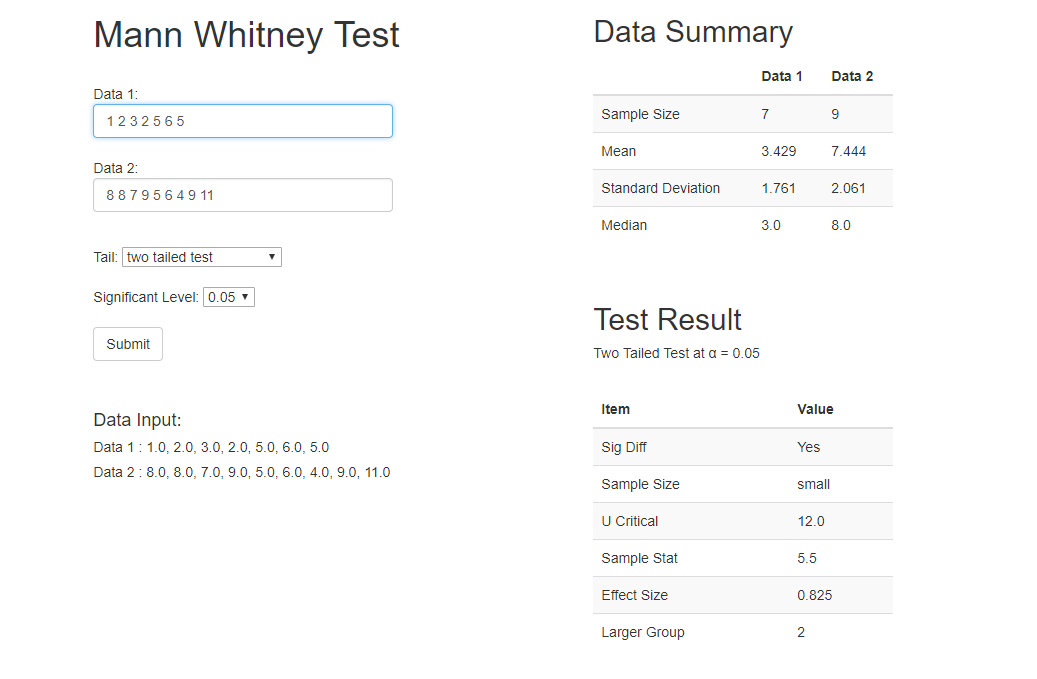 Mann Whitney Test
Data 1:
1 2 3 2 5 6 5
Data 2:
8 8 7 9 5 6 4 9 11
Tail: two tailed test
Significant Level: 0.05
Submit
Data Input:
Data 1 : 1.0, 2.0, 3.0, 2.0, 5.0, 6.0, 5.0
Data 2 : 8.0, 8.0, 7.0, 9.0, 5.0, 6.0, 4.0, 9.0, 11.0
Data Summary
Data 1 Data 2
Sample Size 7 9
Mean 3.429 7.444
Standard Deviation 1.761 2.061
Median 3.0 8.0
Test Result
Two Tailed Test at α = 0.05
Item Value
Sig Diff Yes
Sample Size small
U Critical 12.0
Sample Stat 5.5
Effect Size 0.825
Larger Group 2